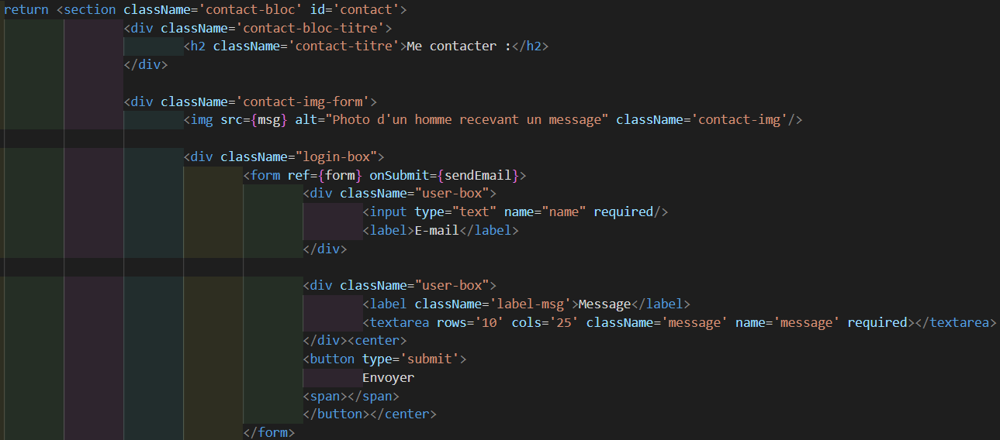 return <section className='contact-bloc' id='contact'>
<div className='contact-bloc-titre'>
<h2 className='contact-titre'>Me contacter :</h2>
</div>
<div className='contact-img-form'>
<img src={msg} alt="Photo d'un homme recevant un message" className='contact-img'/>
<div className="login-box">
<form ref={form} onSubmit={sendEmail}>
<div className="user-box">
<input type="text" name="name" required/>
<label>E-mail</label>
</div>
<div className="user-box">
<label className='label-msg'>Message</label>
<textarea rows='10' cols='25' className='message' name='message' required></textarea>
</div><center>
<button type='submit'>
Envoyer
<span></span>
</button></center>
</form>